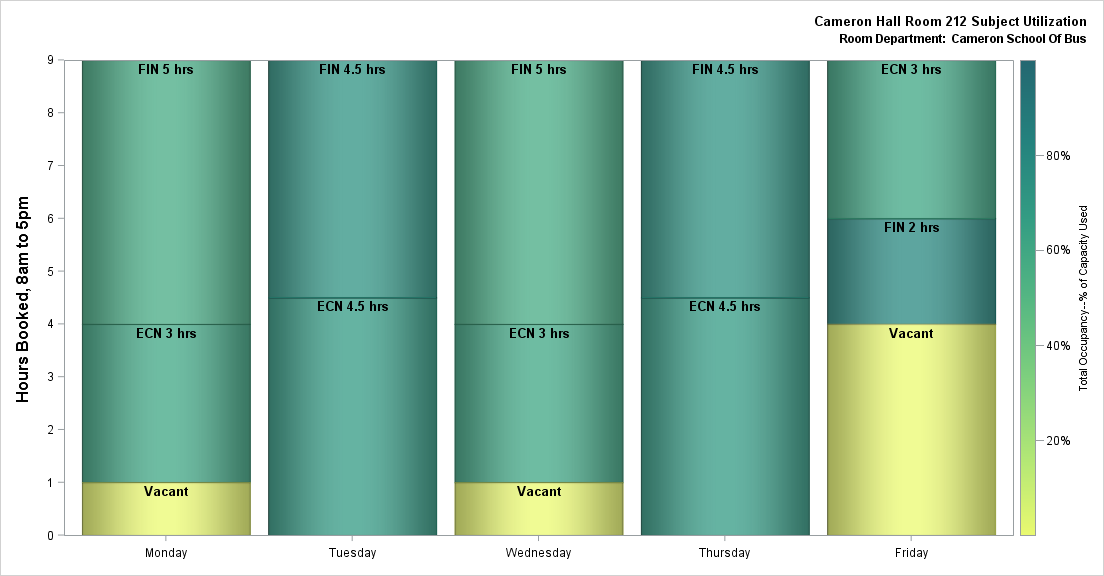 Cameron Hall Room 212 Subject Utilization
Room Department: Cameron School Of Bus
Hours Booked, 8am to 5pm
9
8
7
6
5
4
3
2
1
0
FIN 5 hrs
ECN 3 hrs
Vacant
FIN 4.5 hrs
ECN 4.5 hrs
FIN 5 hrs
ECN 3 hrs
Vacant
FIN 4.5 hrs
ECN 4.5 hrs
ECN 3 hrs
FIN 2 hrs
Vacant
Monday
Tuesday
Wednesday
Thursday
Friday
80%
60%
40%
20%
Total Occupancy--% of Capacity Used